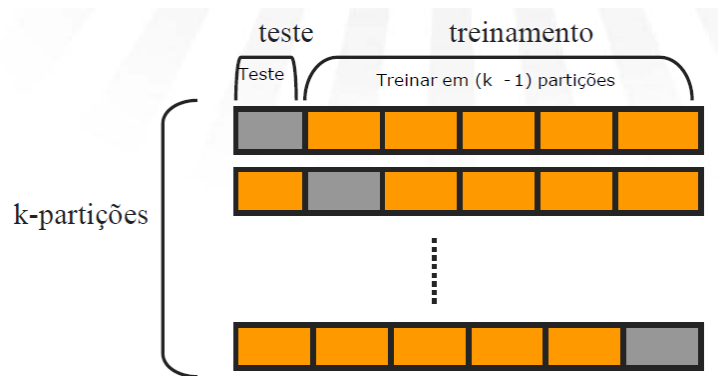 teste treinamento
Teste Treinar em (k - 1) partições
k-partições